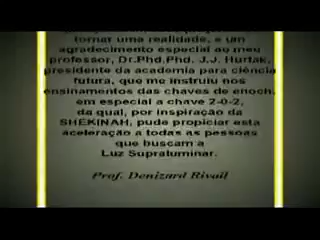 tornar uma realidade, e um
agradecimento especial ao meu
professor, Dr.Phd.Phd. J.J. Hurtak,
presidente da academia para ciência
futura, que me instruiu nos
ensinamentos das chaves de enoch,
em especial a chave 2-0-2,
da qual, por inspiração da
SHEKINAH, pude propiciar esta
aceleração a todas as pessoas
que buscam a
Luz Supraluminar.
Prof. Denizard Rivail